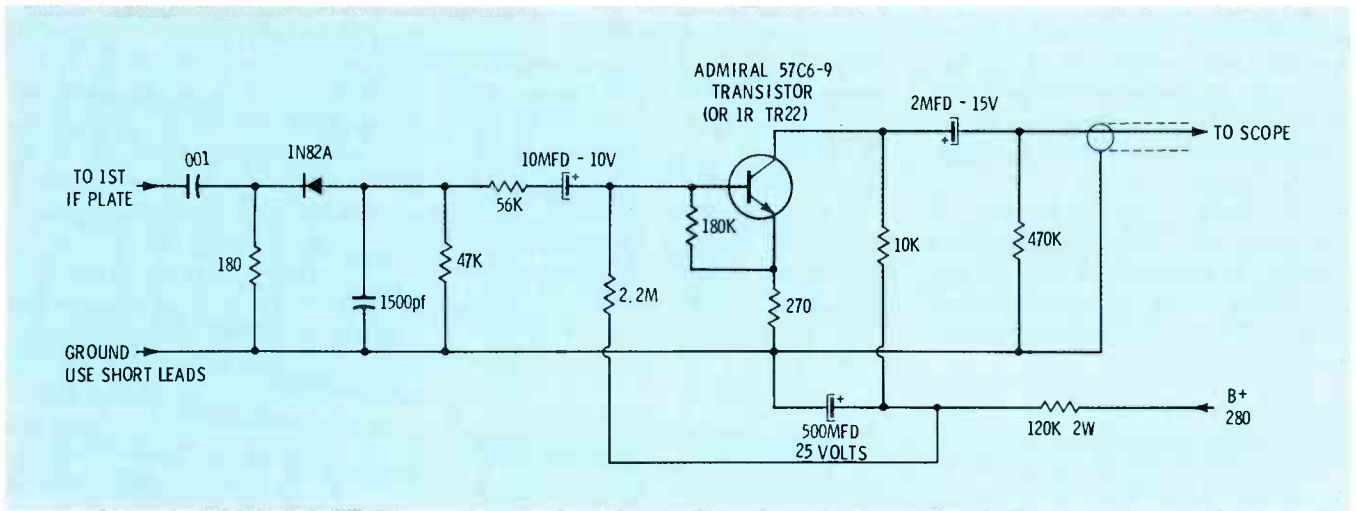 ADMIRAL 57C6-9
TRANSISTOR
(OR IR TR22)
2MFD - 15V
TO SCOPE
001
1N82A
10MFD - 10V
TO 1ST
IF PLATE
56K
180K
180
47K
10K
470K
2.2M
1500pf
270
GROUND
USE SHORT LEADS
B+
280
500MFD
25 VOLTS
120K 2W
+
+
+